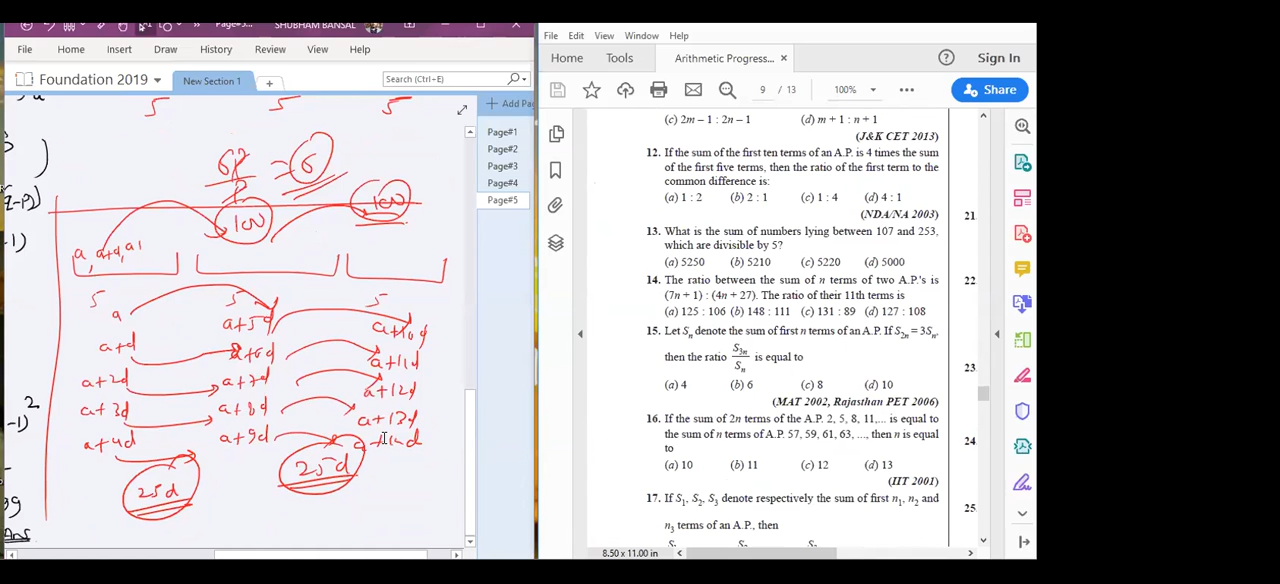 SHUBHAM BANSAL
File Home Insert Draw History Review View Help
Foundation 2019 New Section 1 + Search (Ctrl+E)
+ Add Pag
Page#1
Page#2
Page#3
Page#4
Page#5
5 5 5
= 6
100 100
5 5 5
a a+5d a+10d
a+d a+6d a+11d
a+2d a+7d a+12d
a+3d a+8d a+13d
a+4d a+9d
25d 25d
Ans
File Edit View Window Help
Home Tools Arithmetic Progress... × Sign In
9 / 13 100% Share
(c) 2m – 1 : 2n – 1 (d) m + 1 : n + 1
(J&K CET 2013)
12. If the sum of the first ten terms of an A.P. is 4 times the sum
of the first five terms, then the ratio of the first term to the
common difference is:
(a) 1 : 2 (b) 2 : 1 (c) 1 : 4 (d) 4 : 1
(NDA/NA 2003)
13. What is the sum of numbers lying between 107 and 253,
which are divisible by 5?
(a) 5250 (b) 5210 (c) 5220 (d) 5000
14. The ratio between the sum of n terms of two A.P.'s is
(7n + 1) : (4n + 27). The ratio of their 11th terms is
(a) 125 : 106 (b) 148 : 111 (c) 131 : 89 (d) 127 : 108
15. Let Sn denote the sum of first n terms of an A.P. If S2n = 3Sn,
then the ratio S3n/Sn is equal to
(a) 4 (b) 6 (c) 8 (d) 10
(MAT 2002, Rajasthan PET 2006)
16. If the sum of 2n terms of the A.P. 2, 5, 8, 11,... is equal to
the sum of n terms of A.P. 57, 59, 61, 63, ..., then n is equal
to
(a) 10 (b) 11 (c) 12 (d) 13
(IIT 2001)
17. If S1, S2, S3 denote respectively the sum of first n1, n2 and
n3 terms of an A.P., then
21.
22
23.
24.
25.
8.50 x 11.00 in